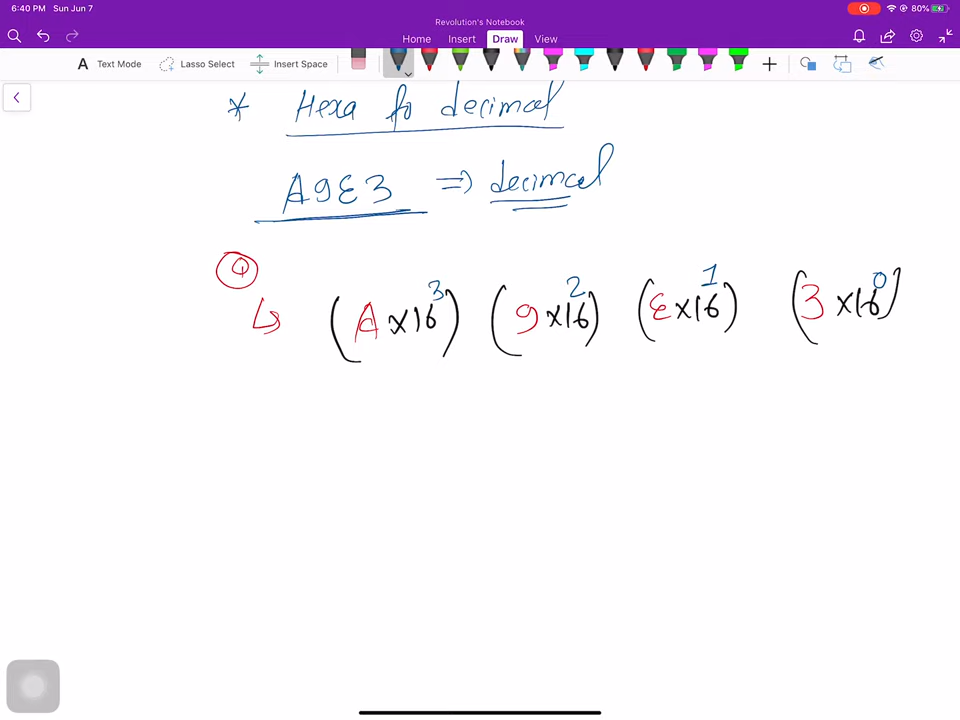 6:40 PM Sun Jun 7
80%
Revolution's Notebook
Home Insert Draw View
A Text Mode Lasso Select Insert Space
* Hexa to decimal
A9E3 ⇒ decimal
Q
↳ (A×16³) (9×16²) (E×16¹) (3×16⁰)